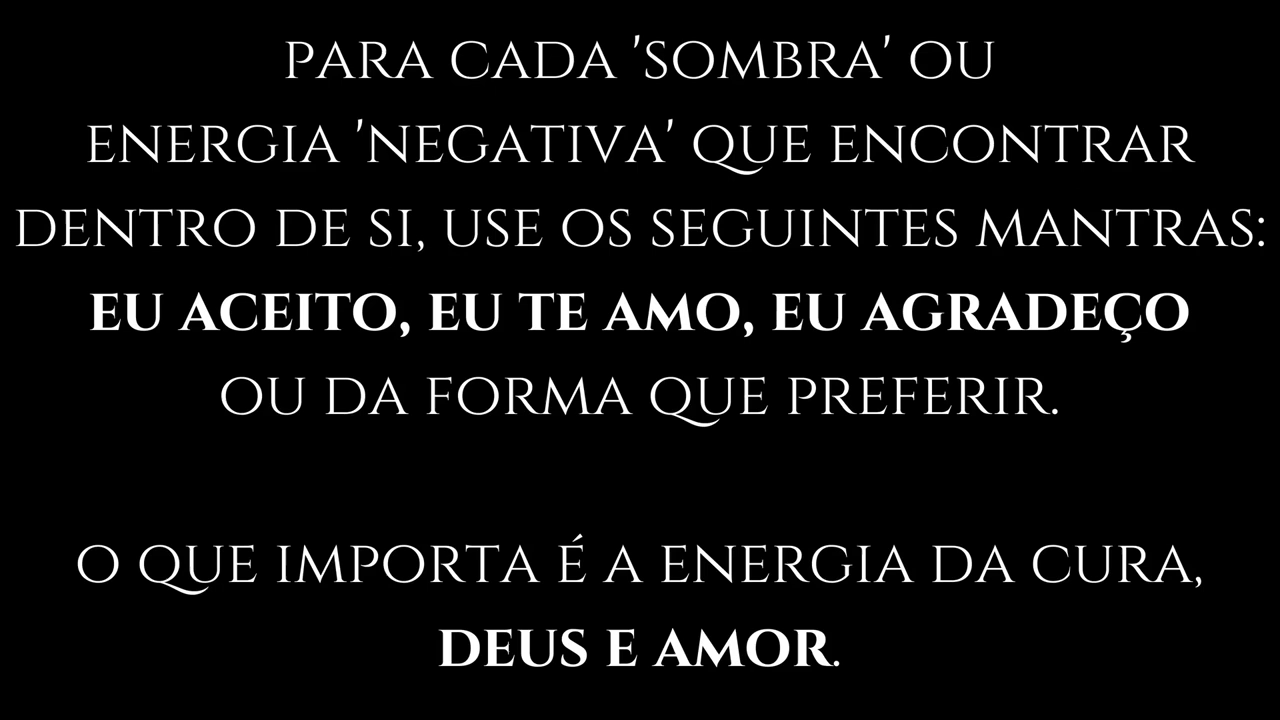 PARA CADA 'SOMBRA' OU
ENERGIA 'NEGATIVA' QUE ENCONTRAR
DENTRO DE SI, USE OS SEGUINTES MANTRAS:
EU ACEITO, EU TE AMO, EU AGRADEÇO
OU DA FORMA QUE PREFERIR.
O QUE IMPORTA É A ENERGIA DA CURA,
DEUS E AMOR.